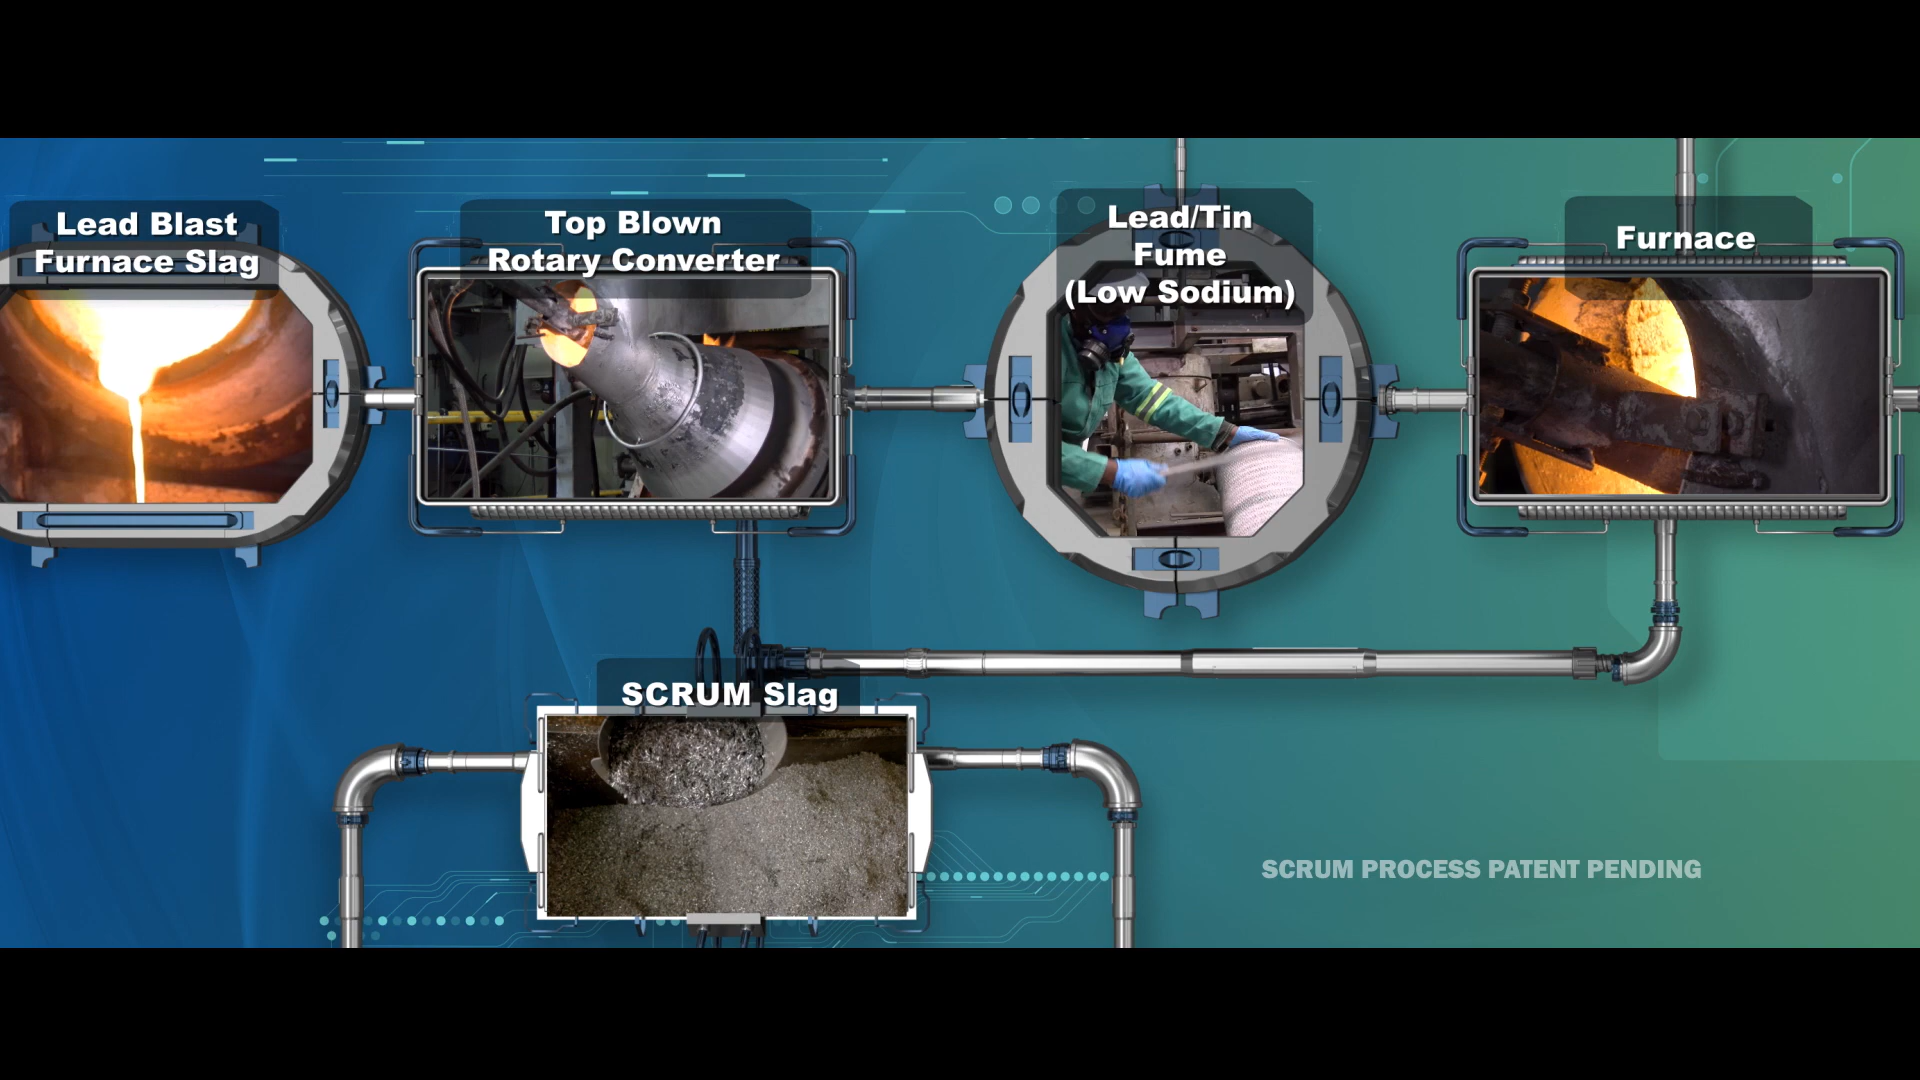 Lead Blast
Furnace Slag
Top Blown
Rotary Converter
Lead/Tin
Fume
(Low Sodium)
Furnace
SCRUM Slag
SCRUM PROCESS PATENT PENDING